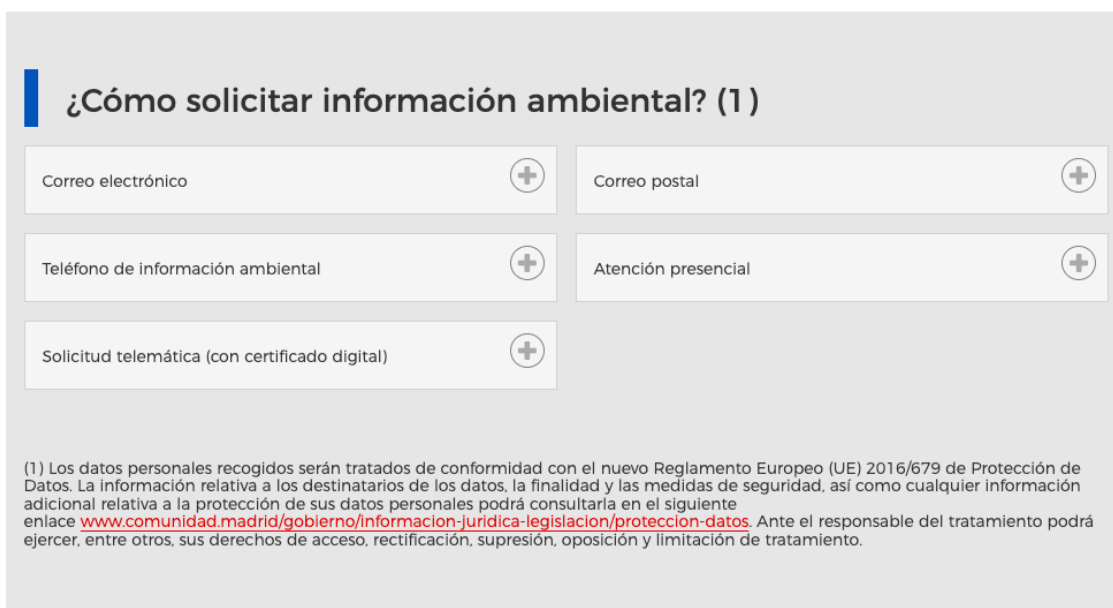 ¿Cómo solicitar información ambiental? (1)
Correo electrónico
Correo postal
Teléfono de información ambiental
Atención presencial
Solicitud telemática (con certificado digital)
(1) Los datos personales recogidos serán tratados de conformidad con el nuevo Reglamento Europeo (UE) 2016/679 de Protección de
Datos. La información relativa a los destinatarios de los datos, la finalidad y las medidas de seguridad, así como cualquier información
adicional relativa a la protección de sus datos personales podrá consultarla en el siguiente
enlace www.comunidad.madrid/gobierno/informacion-juridica-legislacion/proteccion-datos. Ante el responsable del tratamiento podrá
ejercer, entre otros, sus derechos de acceso, rectificación, supresión, oposición y limitación de tratamiento.